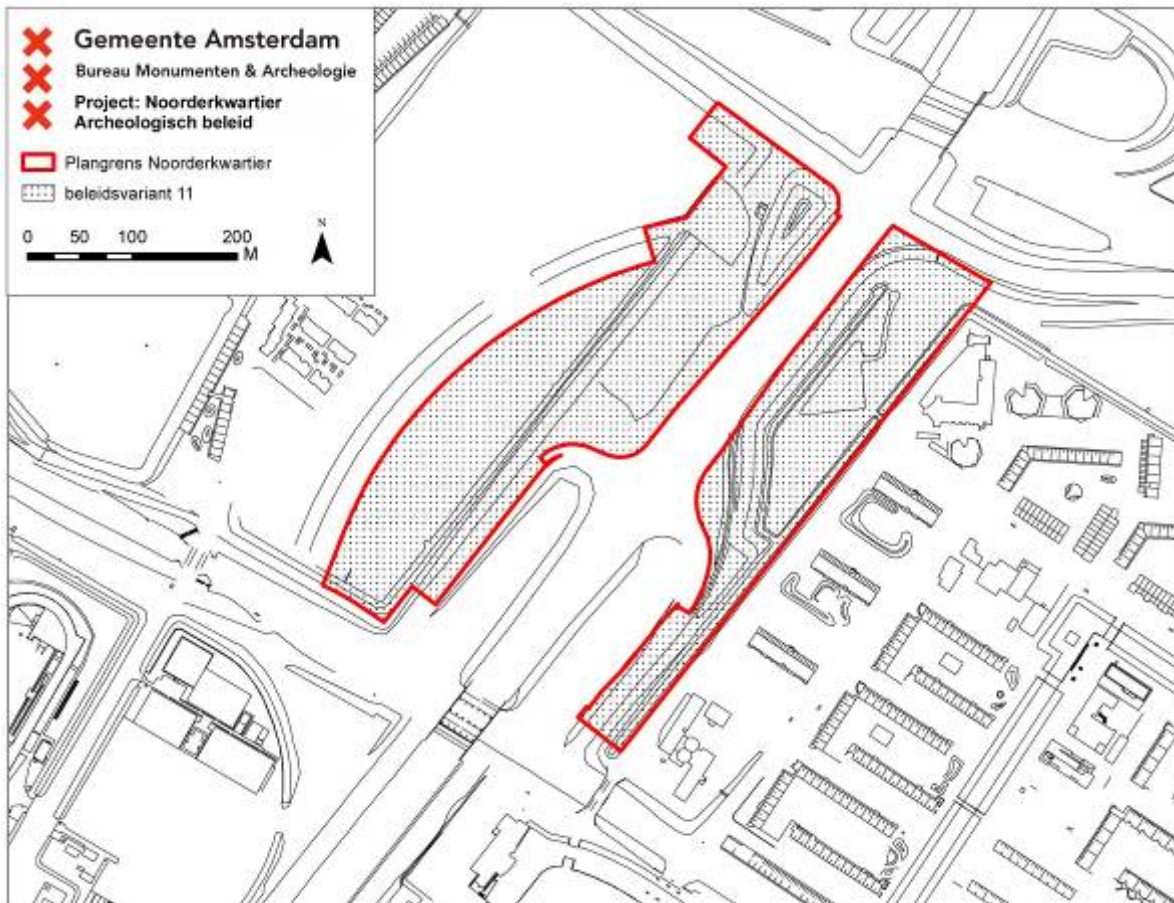 Gemeente Amsterdam
Bureau Monumenten & Archeologie
Project: Noorderkwartier
Archeologisch beleid
Plangrens Noorderkwartier
beleidsvariant 11
0 50 100 200
M
N